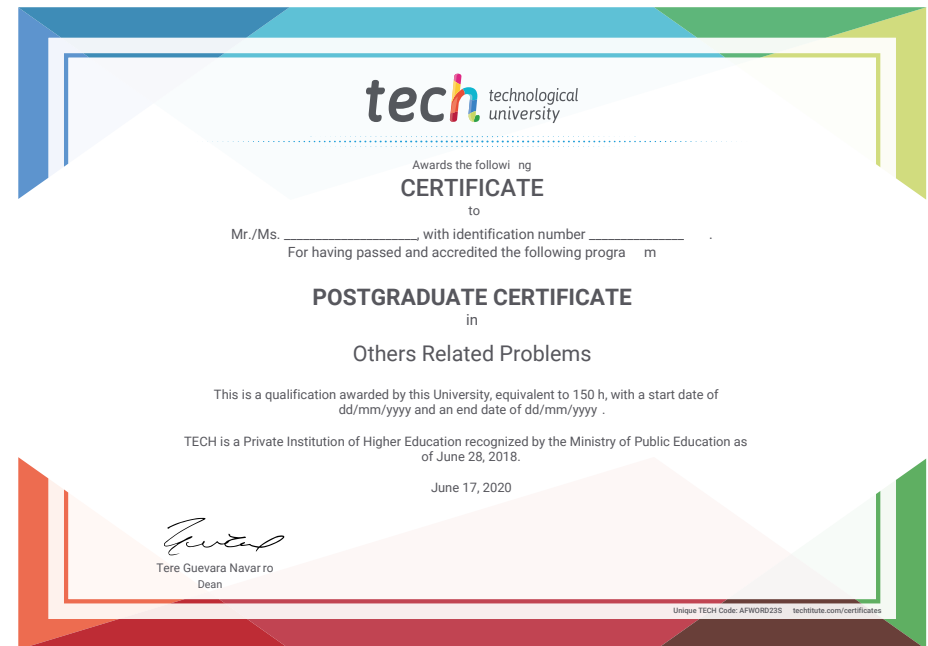 tech technological
university
Awards the followi ng
CERTIFICATE
to
Mr./Ms. _________________, with identification number _____________ .
For having passed and accredited the following progra m
POSTGRADUATE CERTIFICATE
in
Others Related Problems
This is a qualification awarded by this University, equivalent to 150 h, with a start date of
dd/mm/yyyy and an end date of dd/mm/yyyy .
TECH is a Private Institution of Higher Education recognized by the Ministry of Public Education as
of June 28, 2018.
June 17, 2020
Tere Guevara Navar ro
Dean
Unique TECH Code: AFWORD23S techtitute.com/certificates